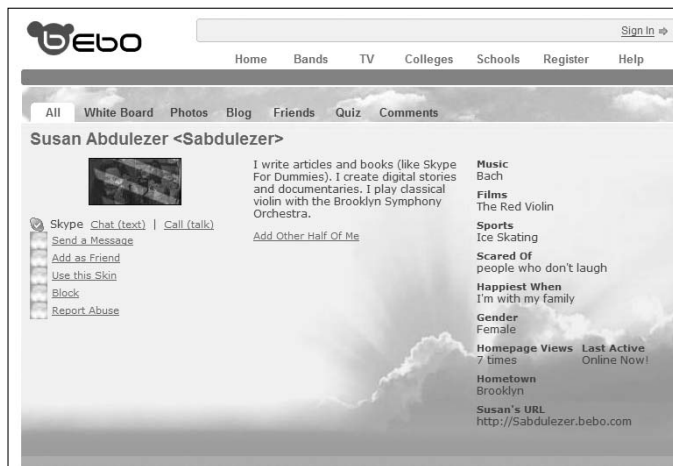 bEBO
Sign In
Home Bands TV Colleges Schools Register Help
All White Board Photos Blog Friends Quiz Comments
Susan Abdulezer <Sabdulezer>
Skype Chat (text) | Call (talk)
Send a Message
Add as Friend
Use this Skin
Block
Report Abuse
I write articles and books (like Skype
For Dummies). I create digital stories
and documentaries. I play classical
violin with the Brooklyn Symphony
Orchestra.
Add Other Half Of Me
Music
Bach
Films
The Red Violin
Sports
Ice Skating
Scared Of
people who don't laugh
Happiest When
I'm with my family
Gender
Female
Homepage Views Last Active
7 times Online Now!
Hometown
Brooklyn
Susan's URL
http://Sabdulezer.bebo.com